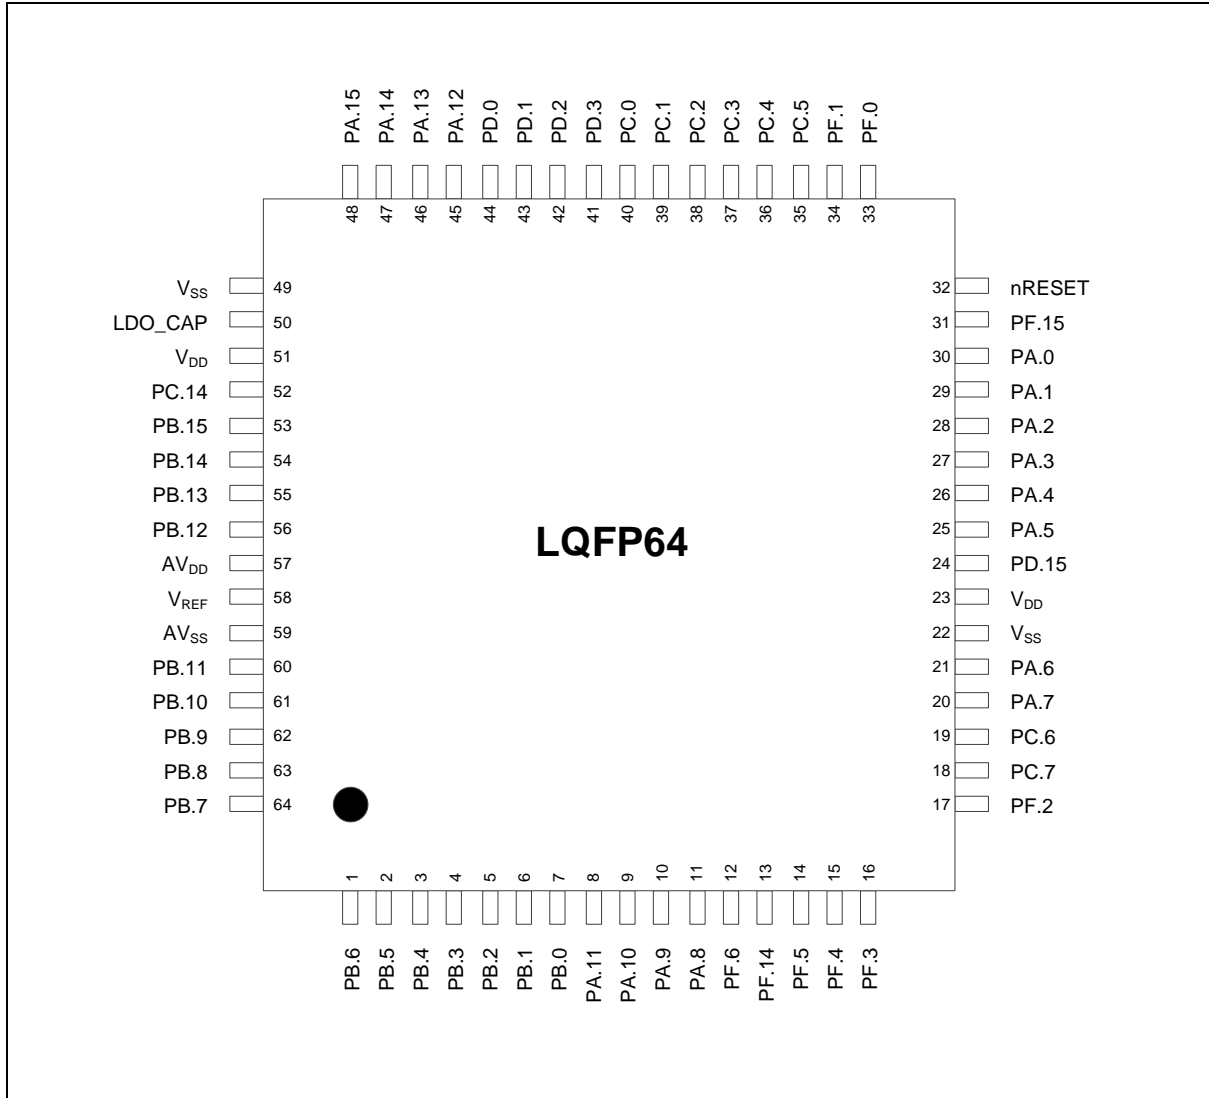 PA.15 PA.14 PA.13 PA.12 PD.0 PD.1 PD.2 PD.3 PC.0 PC.1 PC.2 PC.3 PC.4 PC.5 PF.1 PF.0
48 47 46 45 44 43 42 41 40 39 38 37 36 35 34 33
VSS 49 32 nRESET
LDO_CAP 50 31 PF.15
VDD 51 30 PA.0
PC.14 52 29 PA.1
PB.15 53 28 PA.2
PB.14 54 27 PA.3
PB.13 55 26 PA.4
PB.12 56 25 PA.5
LQFP64
AVDD 57 24 PD.15
VREF 58 23 VDD
AVSS 59 22 VSS
PB.11 60 21 PA.6
PB.10 61 20 PA.7
PB.9 62 19 PC.6
PB.8 63 18 PC.7
PB.7 64 17 PF.2
1 2 3 4 5 6 7 8 9 10 11 12 13 14 15 16
PB.6 PB.5 PB.4 PB.3 PB.2 PB.1 PB.0 PA.11 PA.10 PA.9 PA.8 PF.6 PF.14 PF.5 PF.4 PF.3